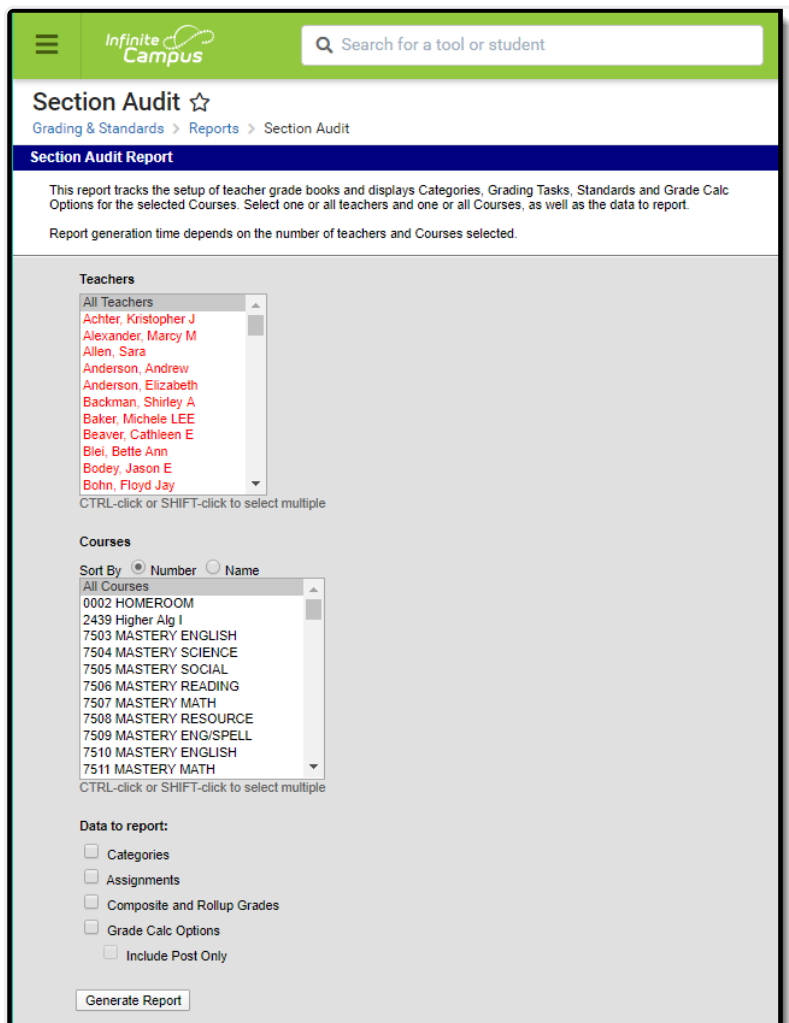 Infinite
Campus
Search for a tool or student
Section Audit
Grading & Standards > Reports > Section Audit
Section Audit Report
This report tracks the setup of teacher grade books and displays Categories, Grading Tasks, Standards and Grade Calc
Options for the selected Courses. Select one or all teachers and one or all Courses, as well as the data to report.
Report generation time depends on the number of teachers and Courses selected.
Teachers
All Teachers
Achter, Kristopher J
Alexander, Marcy M
Allen, Sara
Anderson, Andrew
Anderson, Elizabeth
Backman, Shirley A
Baker, Michele LEE
Beaver, Cathleen E
Blei, Bette Ann
Bodey, Jason E
Bohn, Floyd Jay
CTRL-click or SHIFT-click to select multiple
Courses
Sort By Number Name
All Courses
0002 HOMEROOM
2439 Higher Alg I
7503 MASTERY ENGLISH
7504 MASTERY SCIENCE
7505 MASTERY SOCIAL
7506 MASTERY READING
7507 MASTERY MATH
7508 MASTERY RESOURCE
7509 MASTERY ENG/SPELL
7510 MASTERY ENGLISH
7511 MASTERY MATH
CTRL-click or SHIFT-click to select multiple
Data to report:
Categories
Assignments
Composite and Rollup Grades
Grade Calc Options
Include Post Only
Generate Report